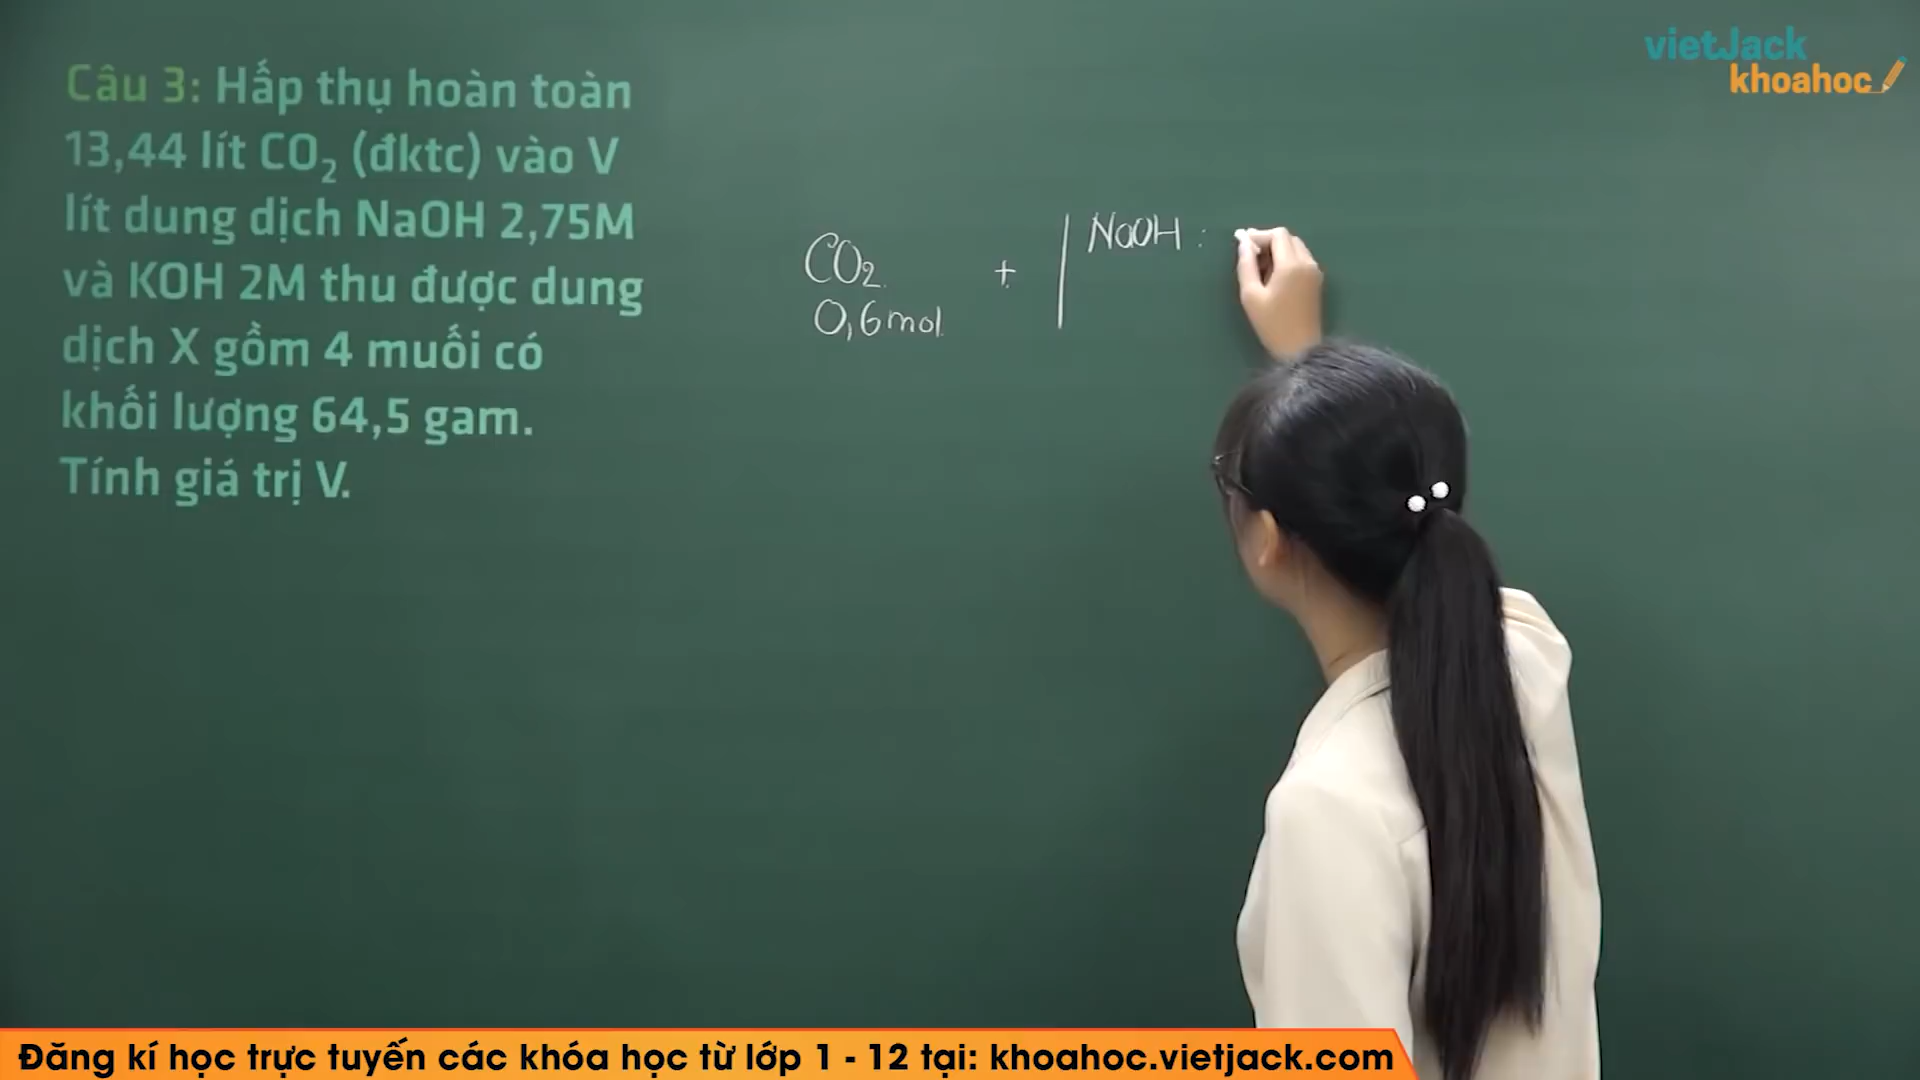 vietJack
khoahoc
Câu 3: Hấp thụ hoàn toàn
13,44 lít CO₂ (đktc) vào V
lít dung dịch NaOH 2,75M
và KOH 2M thu được dung
dịch X gồm 4 muối có
khối lượng 64,5 gam.
Tính giá trị V.
CO₂ + NaOH :
0,6mol
Đăng kí học trực tuyến các khóa học từ lớp 1 - 12 tại: khoahoc.vietjack.com